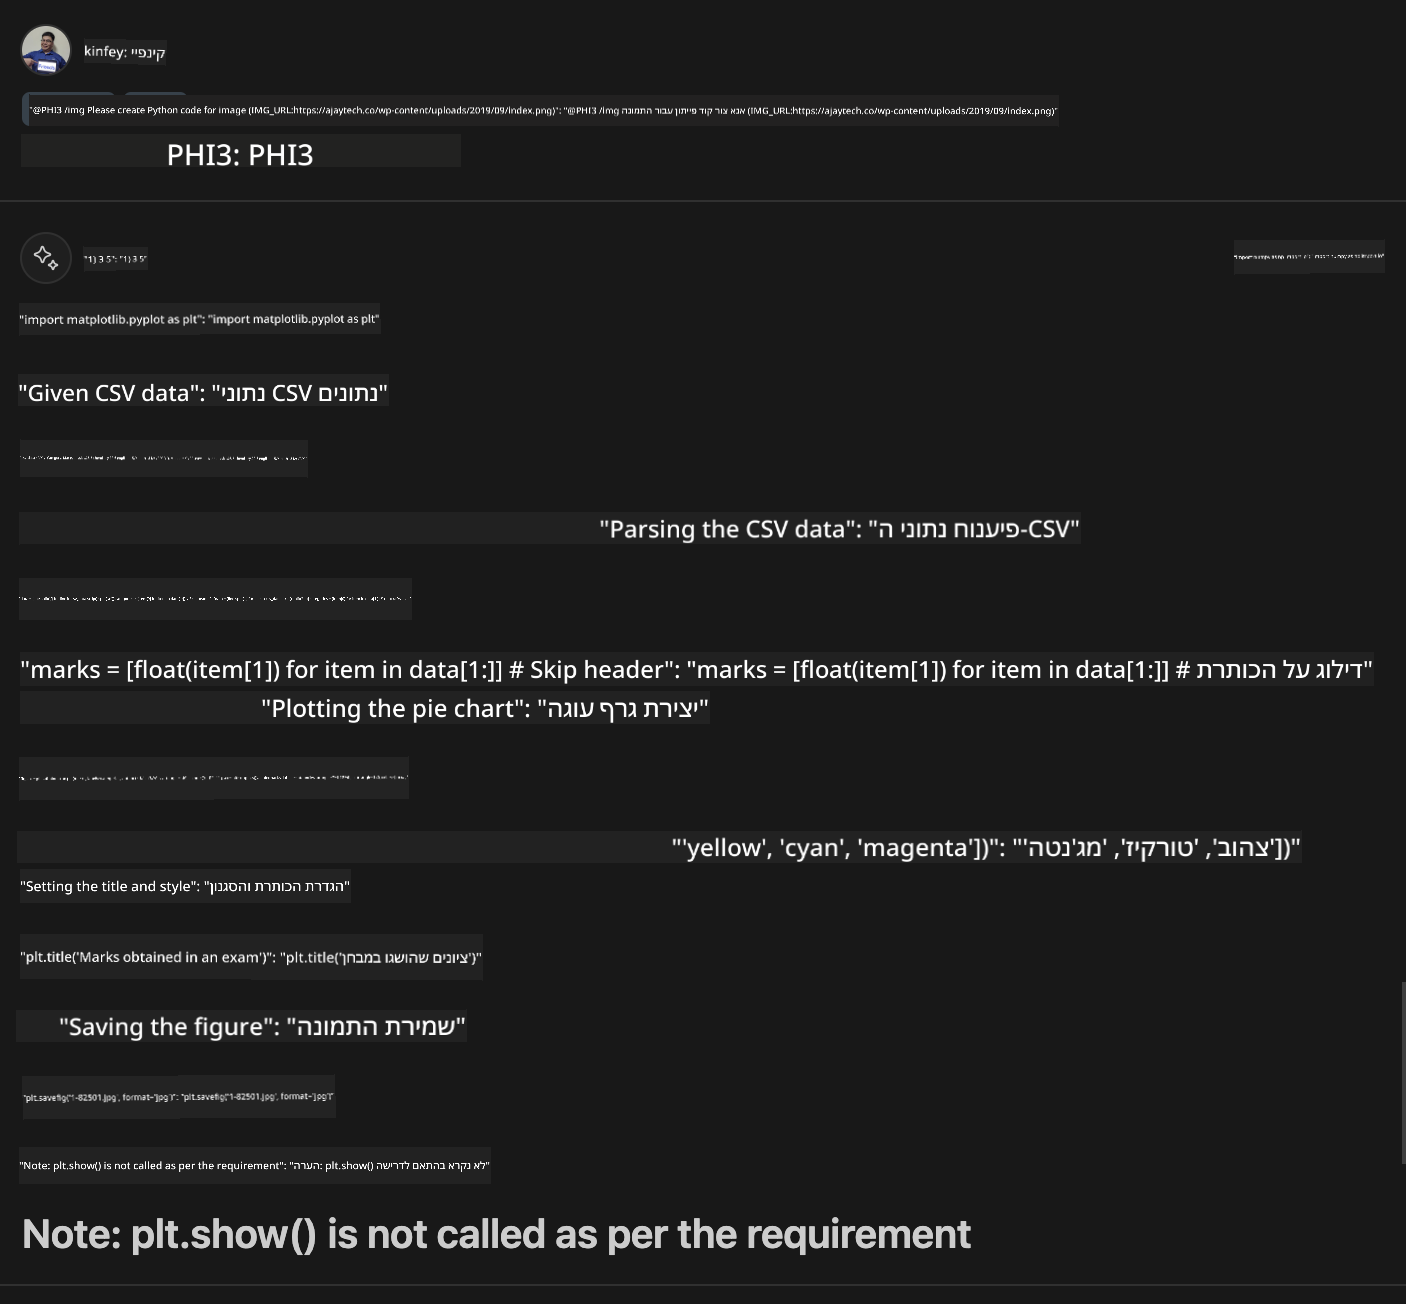 kinfey: קינפיי
"@PHI3 /img Please create Python code for image (IMG_URL:https://ajaytech.co/wp-content/uploads/2019/09/index.png)": "@PHI3 /img אנא צור קוד פייתון עבור התמונה (IMG_URL:https://ajaytech.co/wp-content/uploads/2019/09/index.png)"
PHI3: PHI3
"1) 3 5": "1) 3 5"
"import matplotlib.pyplot as plt": "import matplotlib.pyplot as plt"
"Given CSV data": "נתוני CSV נתונים"
"Parsing the CSV data": "פיענוח נתוני ה-CSV"
"marks = [float(item[1]) for item in data[1:]] # Skip header": "marks = [float(item[1]) for item in data[1:]] # דילוג על הכותרת"
"Plotting the pie chart": "יצירת גרף עוגה"
"'yellow', 'cyan', 'magenta'])": "'צהוב', 'טורקיז', 'מג'נטה'])"
"Setting the title and style": "הגדרת הכותרת והסגנון"
"plt.title('Marks obtained in an exam')": "plt.title('ציונים שהושגו במבחן')"
"Saving the figure": "שמירת התמונה"
"plt.savefig('1-82501.jpg', format='jpg')": "plt.savefig('1-82501.jpg', format='jpg')"
"Note: plt.show() is not called as per the requirement": "הערה: plt.show() לא נקרא בהתאם לדרישה"
Note: plt.show() is not called as per the requirement